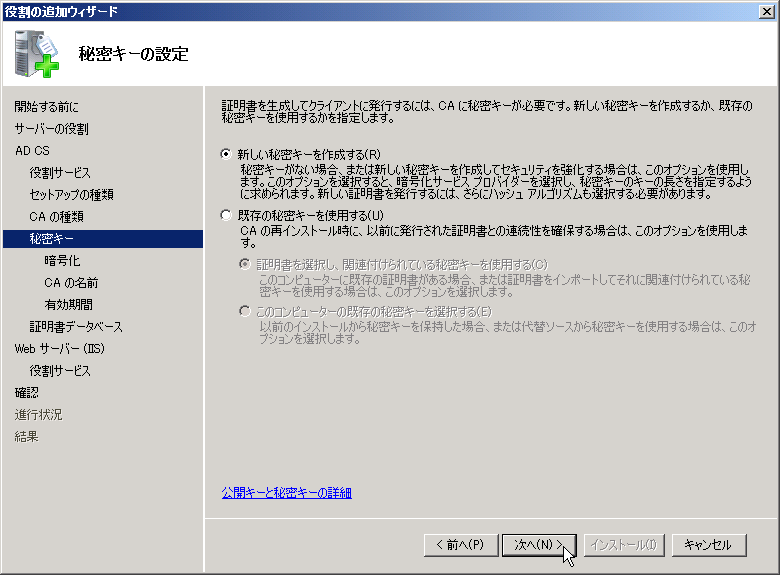 役割の追加ウィザード
秘密キーの設定
開始する前に
サーバーの役割
AD CS
役割サービス
セットアップの種類
CA の種類
秘密キー
暗号化
CA の名前
有効期間
証明書データベース
Web サーバー (IIS)
役割サービス
確認
進行状況
結果
証明書を生成してクライアントに発行するには、CA に秘密キーが必要です。新しい秘密キーを作成するか、既存の
秘密キーを使用するかを指定します。
新しい秘密キーを作成する(R)
秘密キーがない場合、または新しい秘密キーを作成してセキュリティを強化する場合は、このオプションを使用し
ます。このオプションを選択すると、暗号化サービス プロバイダーを選択し、秘密キーのキーの長さを指定するよう
に求められます。新しい証明書を発行するには、さらにハッシュ アルゴリズムも選択する必要があります。
既存の秘密キーを使用する(U)
CA の再インストール時に、以前に発行された証明書との連続性を確保する場合は、このオプションを使用しま
す。
証明書を選択し、関連付けられている秘密キーを使用する(C)
このコンピューターに既存の証明書がある場合、または証明書をインポートしてそれに関連付けられている秘
密キーを使用する場合は、このオプションを選択します。
このコンピューターの既存の秘密キーを選択する(E)
以前のインストールから秘密キーを保持した場合、または代替ソースから秘密キーを使用する場合は、このオ
プションを選択します。
公開キーと秘密キーの詳細
< 前へ(P)
次へ(N) >
インストール(I)
キャンセル